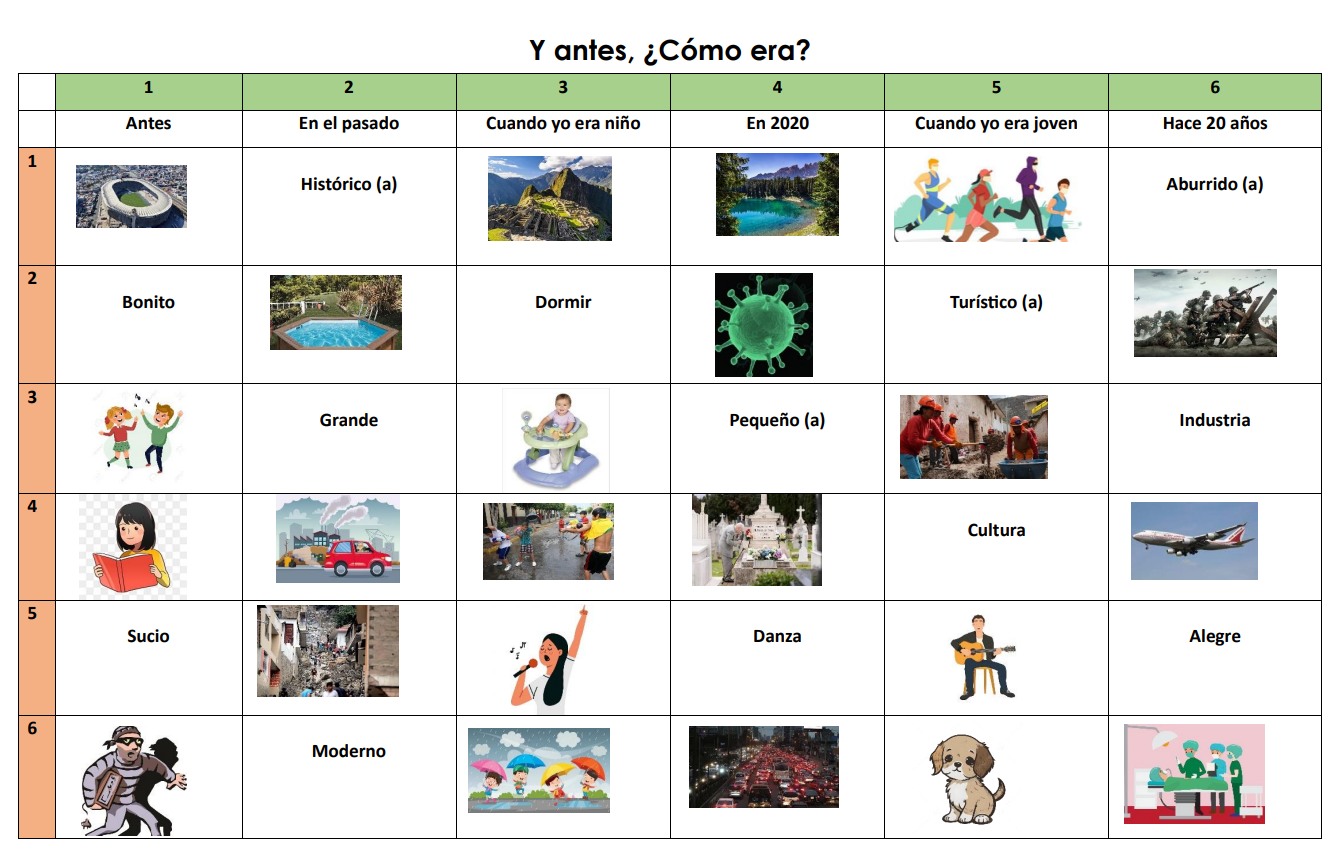 Y antes, ¿Cómo era?
1 2 3 4 5 6
Antes En el pasado Cuando yo era niño En 2020 Cuando yo era joven Hace 20 años
1 Histórico (a) Aburrido (a)
2 Bonito Dormir Turístico (a)
3 Grande Pequeño (a) Industria
4 Cultura
5 Sucio Danza Alegre
6 Moderno